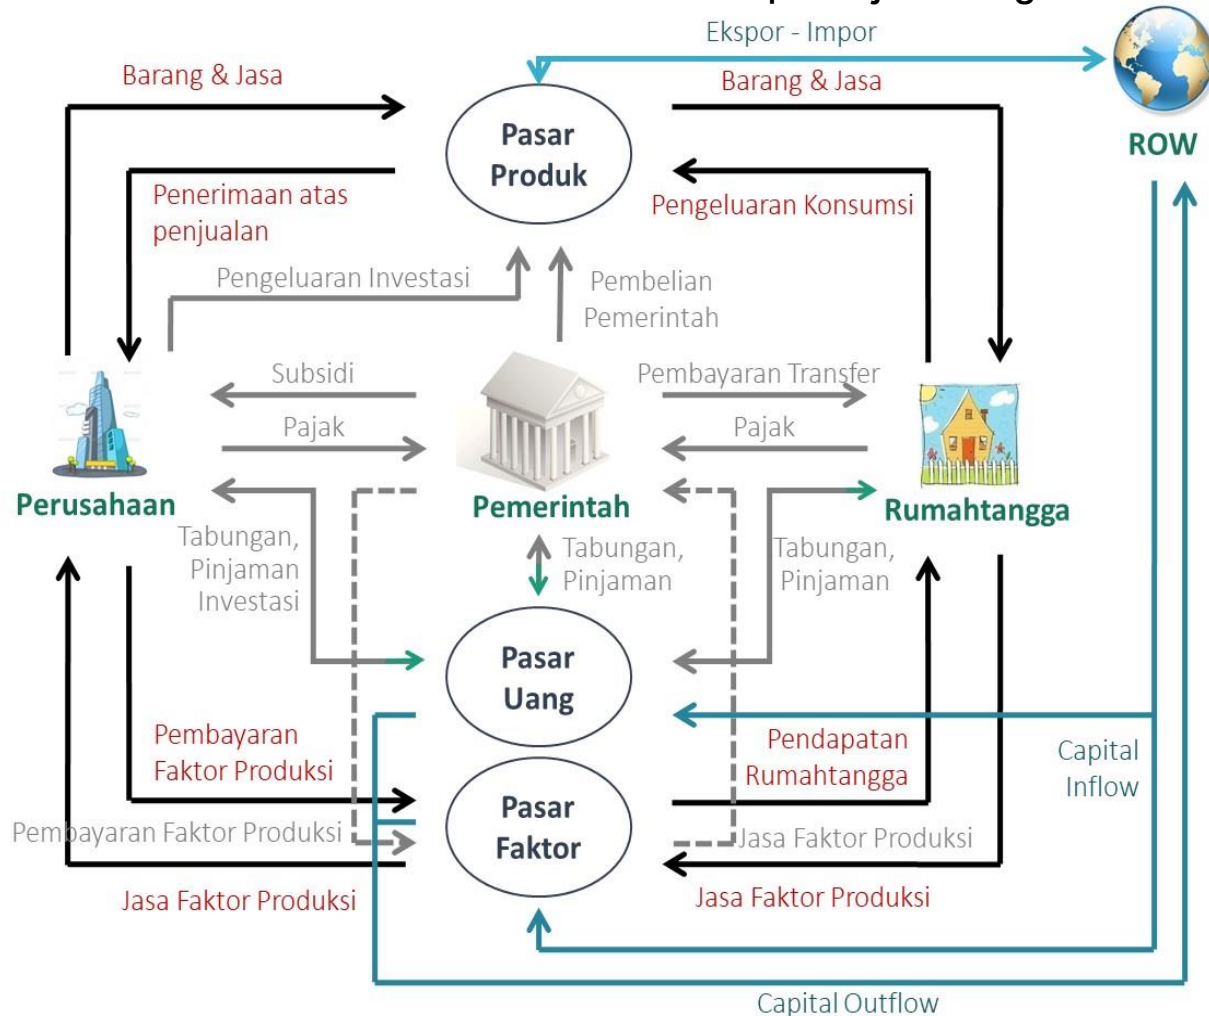 Ekspor - Impor
Barang & Jasa
Barang & Jasa
Pasar
Produk
ROW
Penerimaan atas
penjualan
Pengeluaran Konsumsi
Pengeluaran Investasi
Pembelian
Pemerintah
Subsidi
Pembayaran Transfer
Pajak
Pajak
Perusahaan
Pemerintah
Rumahtangga
Tabungan,
Pinjaman
Investasi
Tabungan,
Pinjaman
Tabungan,
Pinjaman
Pasar
Uang
Pembayaran
Faktor Produksi
Pendapatan
Rumahtangga
Capital
Inflow
Pasar
Faktor
Pembayaran Faktor Produksi
Jasa Faktor Produksi
Jasa Faktor Produksi
Jasa Faktor Produksi
Capital Outflow